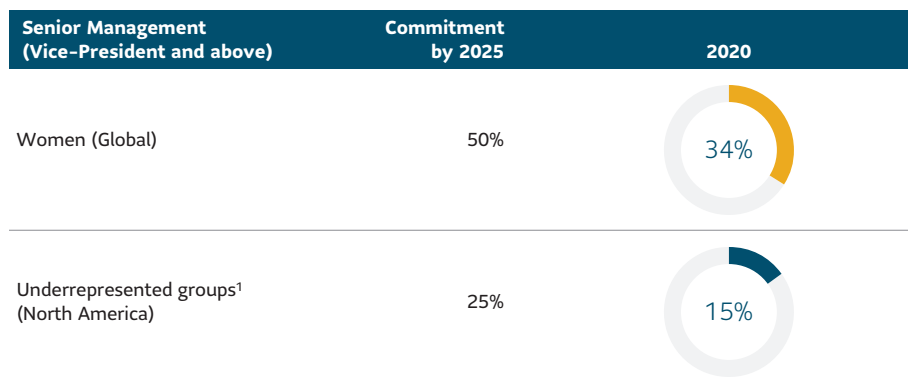 Senior Management
(Vice-President and above)
Commitment
by 2025
2020
Women (Global)
50%
34%
Underrepresented groups¹
(North America)
25%
15%